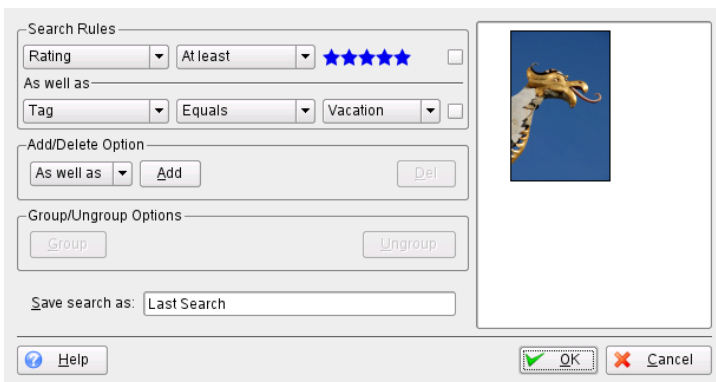 Search Rules
Rating At least
As well as
Tag Equals Vacation
Add/Delete Option
As well as Add Del
Group/Ungroup Options
Group Ungroup
Save search as: Last Search
Help OK Cancel